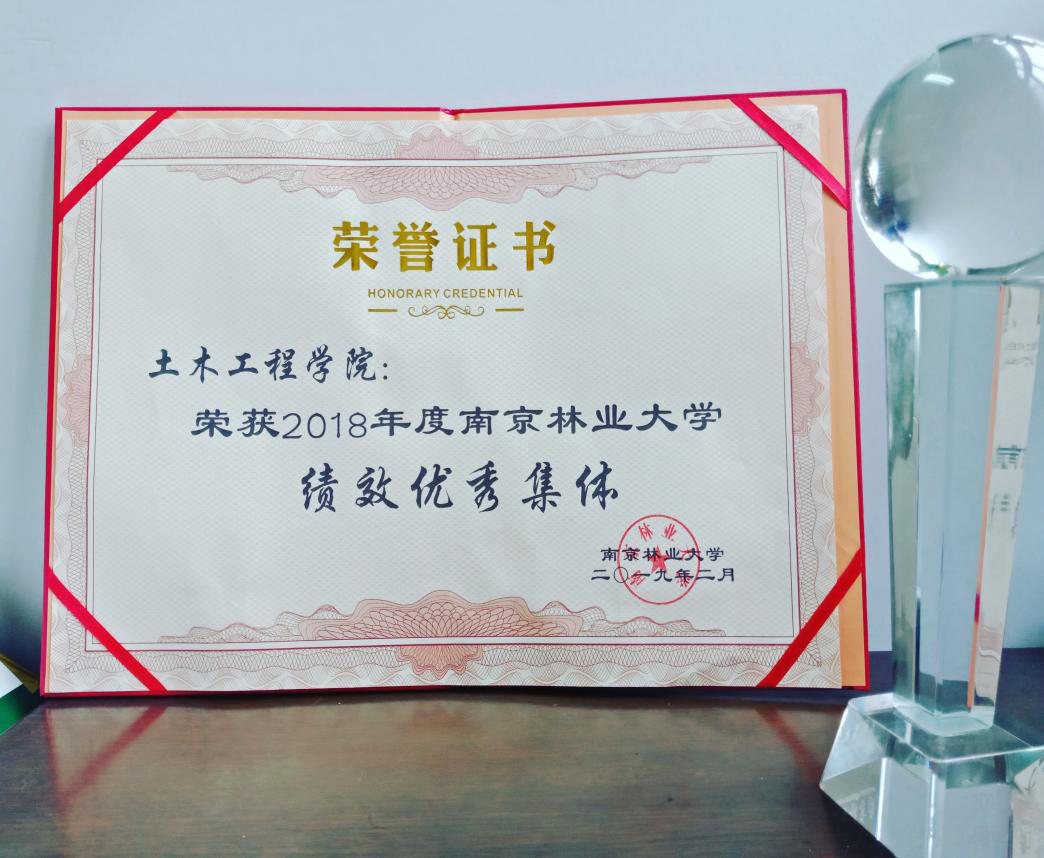 荣誉证书
HONORARY CREDENTIAL
土木工程学院：
荣获2018年度南京林业大学
绩效优秀集体
南京林业大学
二〇一九年二月